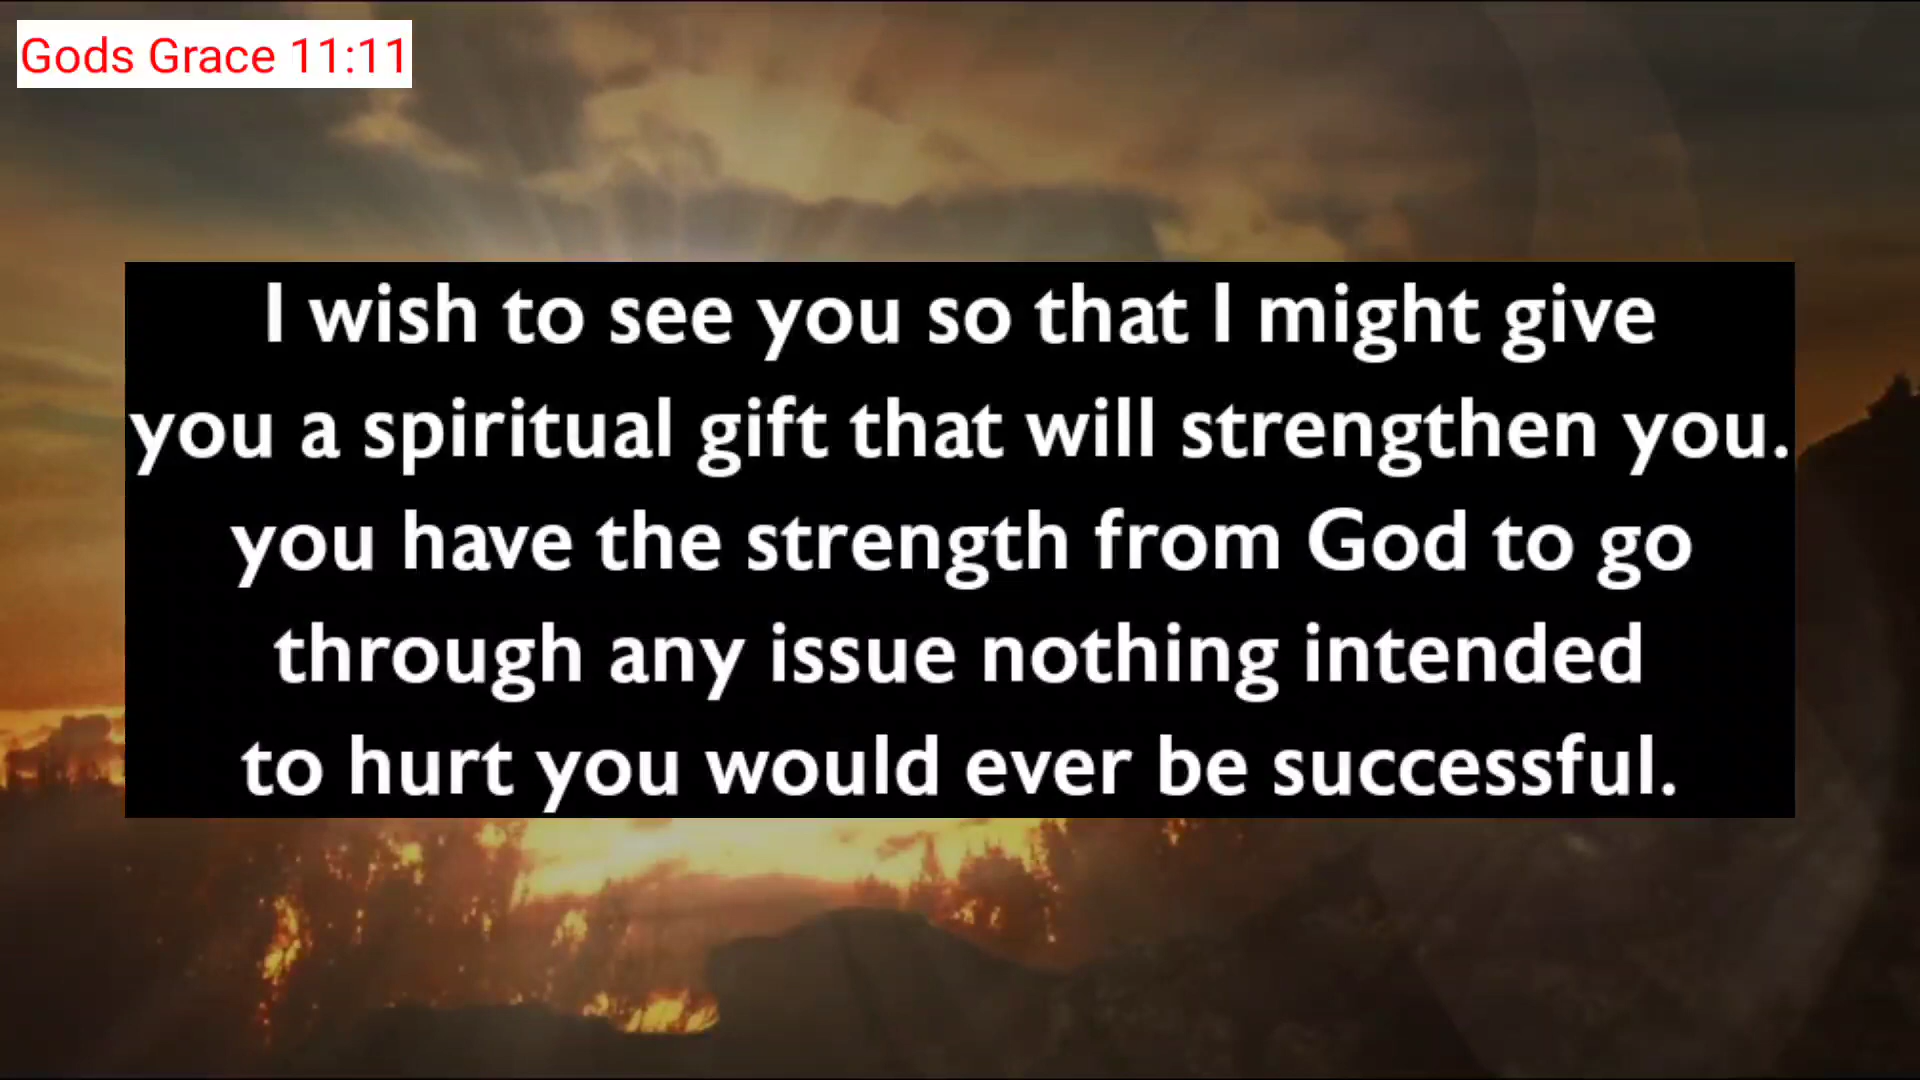 Gods Grace 11:11
I wish to see you so that I might give
you a spiritual gift that will strengthen you.
you have the strength from God to go
through any issue nothing intended
to hurt you would ever be successful.